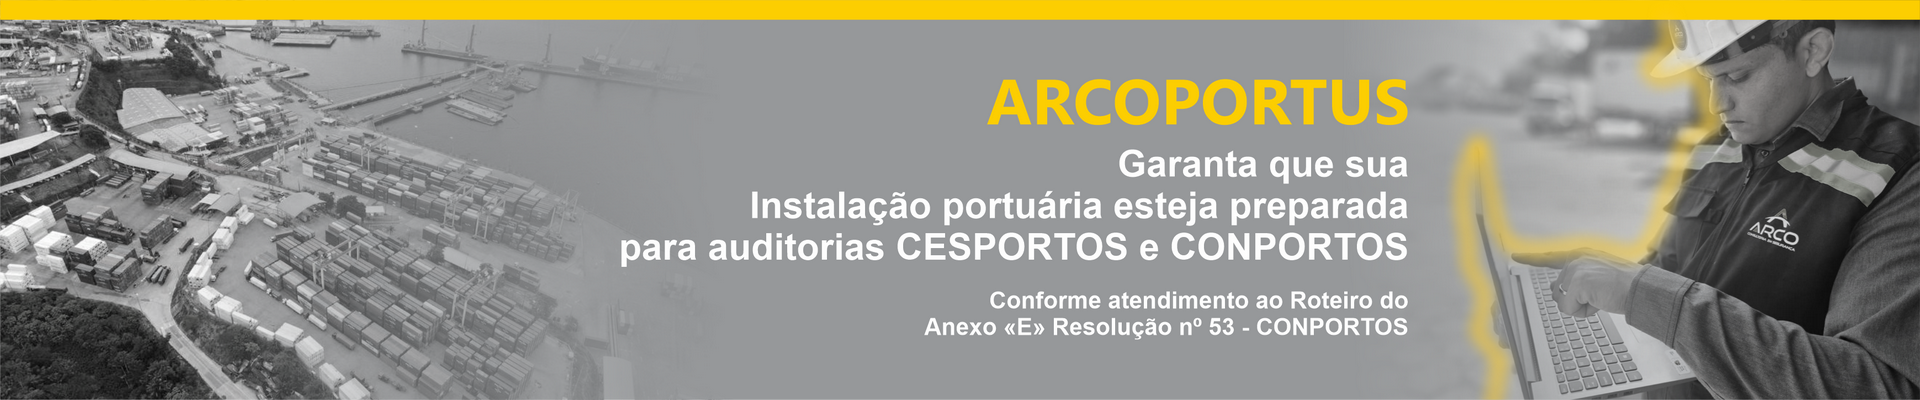 ARCOPORTUS
Garanta que sua
Instalação portuária esteja preparada
para auditorias CESPORTOS e CONPORTOS
Conforme atendimento ao Roteiro do
Anexo «E» Resolução nº 53 - CONPORTOS
ARCO